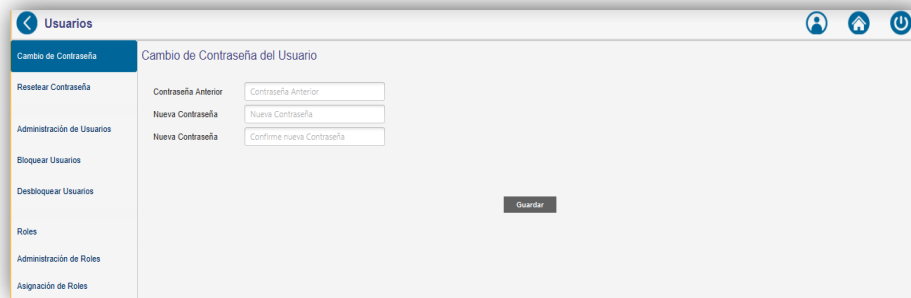 Usuarios
Cambio de Contraseña
Cambio de Contraseña del Usuario
Resetear Contraseña
Contraseña Anterior Contraseña Anterior
Nueva Contraseña Nueva Contraseña
Administración de Usuarios
Nueva Contraseña Confirme nueva Contraseña
Bloquear Usuarios
Desbloquear Usuarios
Guardar
Roles
Administración de Roles
Asignación de Roles